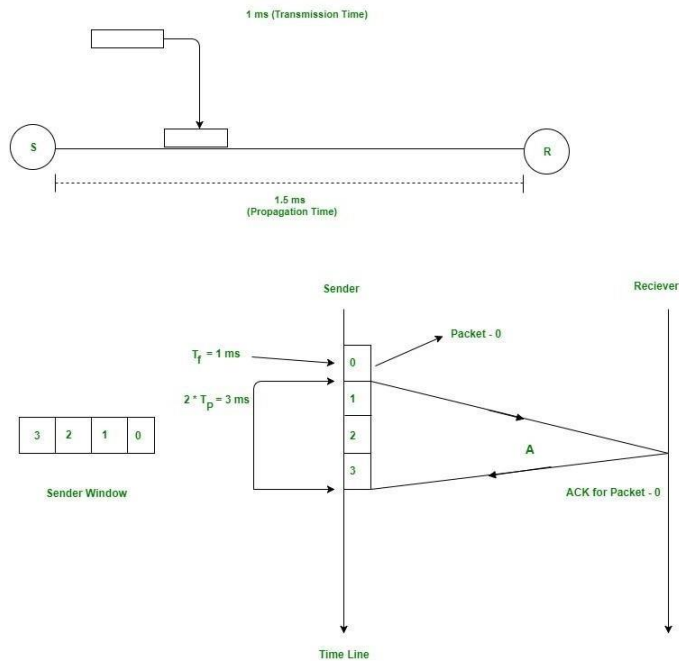 1 ms (Transmission Time)
S
R
1.5 ms
(Propagation Time)
Sender
Reciever
Packet - 0
T_f = 1 ms
0
2 * T_P = 3 ms
1
3 2 1 0
2
A
3
Sender Window
ACK for Packet - 0
Time Line